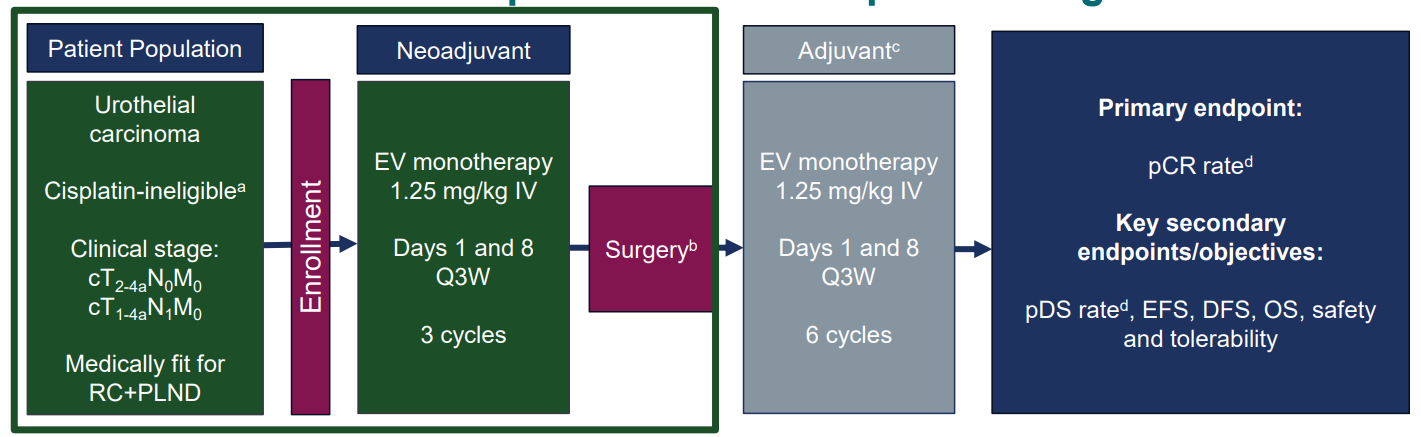 Patient Population
Urothelial
carcinoma
Cisplatin-ineligibleᵃ
Clinical stage:
cT₂₋₄ₐN₀M₀
cT₁₋₄ₐN₁M₀
Medically fit for
RC+PLND
Enrollment
Neoadjuvant
EV monotherapy
1.25 mg/kg IV
Days 1 and 8
Q3W
3 cycles
Surgeryᵇ
Adjuvantᶜ
EV monotherapy
1.25 mg/kg IV
Days 1 and 8
Q3W
6 cycles
Primary endpoint:
pCR rateᵈ
Key secondary
endpoints/objectives:
pDS rateᵈ, EFS, DFS, OS, safety
and tolerability